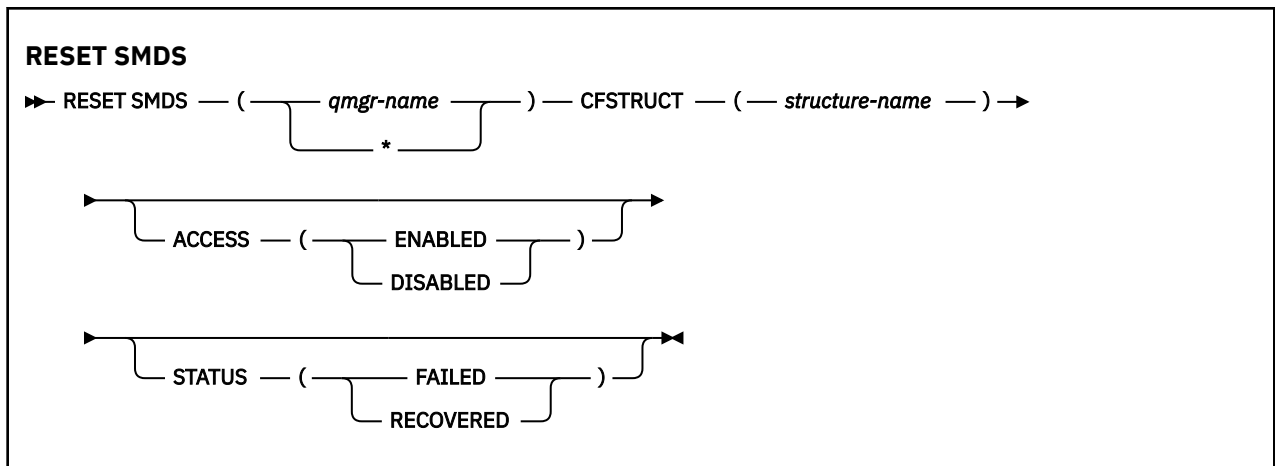 RESET SMDS
RESET SMDS ( qmgr-name ) CFSTRUCT ( structure-name )
*
ACCESS ( ENABLED )
DISABLED
STATUS ( FAILED )
RECOVERED